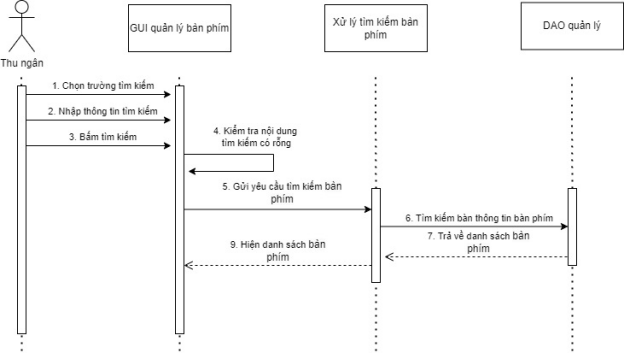 GUI quản lý bàn phím
Xử lý tìm kiếm bàn
phím
DAO quản lý
Thu ngân
1. Chọn trường tìm kiếm
2. Nhập thông tin tìm kiếm
3. Bấm tìm kiếm
4. Kiểm tra nội dung
tìm kiếm có rỗng
5. Gửi yêu cầu tìm kiếm bàn
phím
6. Tìm kiếm bàn thông tin bàn phím
7. Trả về danh sách bàn
phím
9. Hiện danh sách bàn
phím